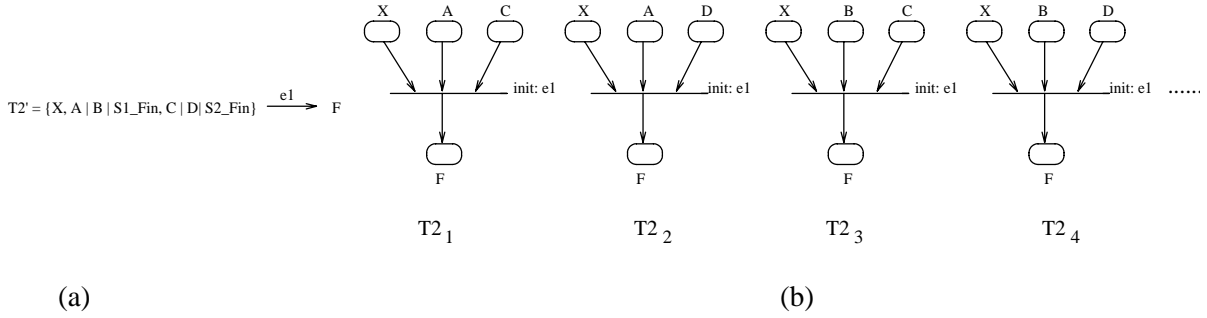 X A C X A D X B C X B D
init: e1 init: e1 init: e1 init: e1 ......
e1
T2' = {X, A | B | S1_Fin, C | D| S2_Fin} F
F F F F
T2 1 T2 2 T2 3 T2 4
(a) (b)